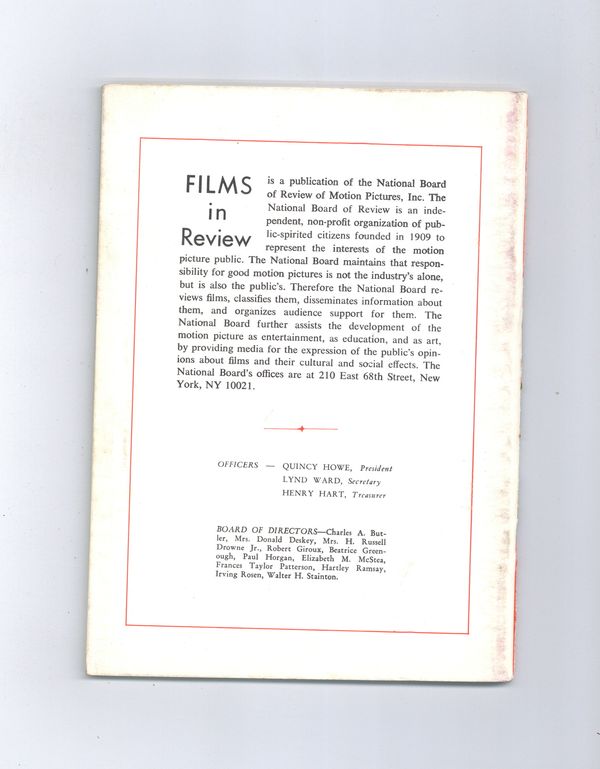 FILMS
in
Review
is a publication of the National Board
of Review of Motion Pictures, Inc. The
National Board of Review is an inde-
pendent, non-profit organization of pub-
lic-spirited citizens founded in 1909 to
represent the interests of the motion
picture public. The National Board maintains that respon-
sibility for good motion pictures is not the industry's alone,
but is also the public's. Therefore the National Board re-
views films, classifies them, disseminates information about
them, and organizes audience support for them. The
National Board further assists the development of the
motion picture as entertainment, as education, and as art,
by providing media for the expression of the public's opin-
ions about films and their cultural and social effects. The
National Board's offices are at 210 East 68th Street, New
York, NY 10021.
OFFICERS — QUINCY HOWE, President
LYND WARD, Secretary
HENRY HART, Treasurer
BOARD OF DIRECTORS—Charles A. But-
ler, Mrs. Donald Deskey, Mrs. H. Russell
Drowne Jr., Robert Giroux, Beatrice Green-
ough, Paul Horgan, Elizabeth M. McStea,
Frances Taylor Patterson, Hartley Ramsay,
Irving Rosen, Walter H. Stainton.